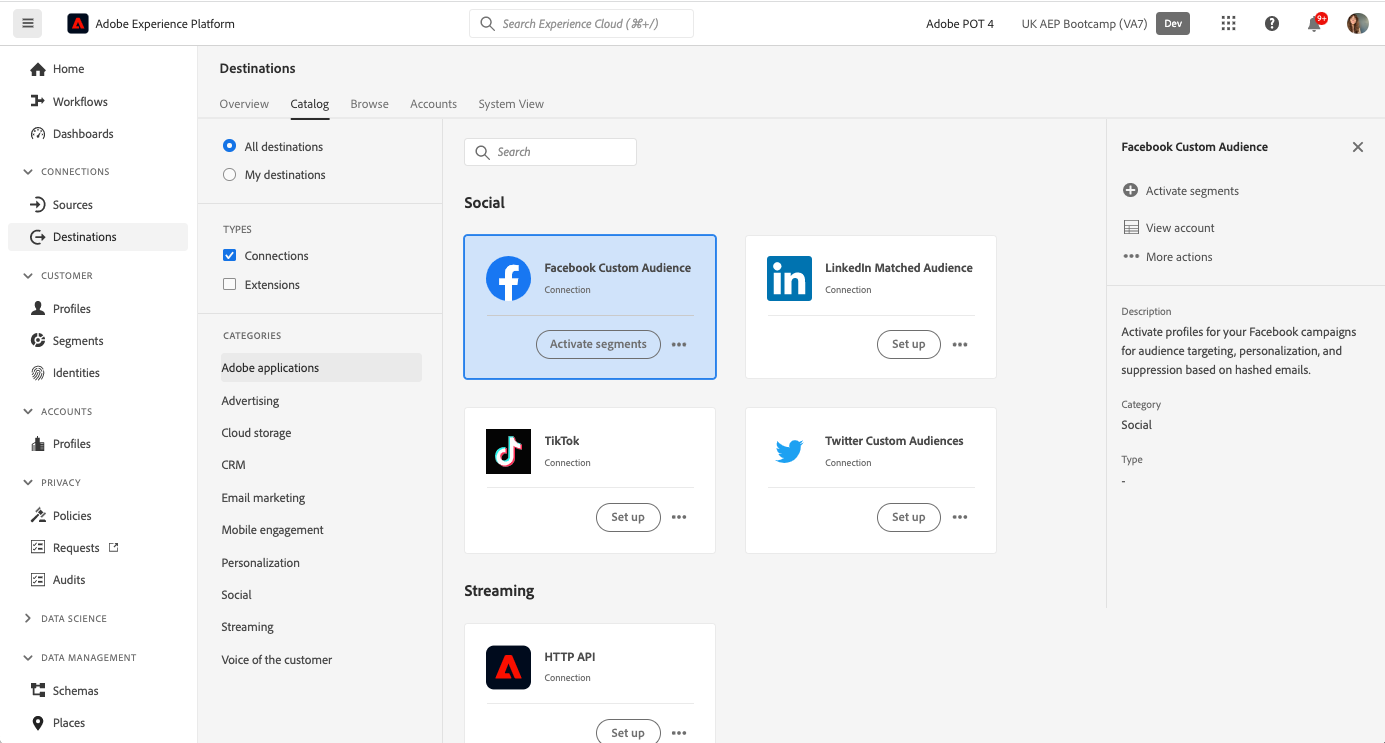 Adobe Experience Platform
Search Experience Cloud (⌘+/)
Adobe POT 4
UK AEP Bootcamp (VA7)
Dev
9+
Home
Workflows
Dashboards
CONNECTIONS
Sources
Destinations
CUSTOMER
Profiles
Segments
Identities
ACCOUNTS
Profiles
PRIVACY
Policies
Requests
Audits
DATA SCIENCE
DATA MANAGEMENT
Schemas
Places
Destinations
Overview
Catalog
Browse
Accounts
System View
All destinations
My destinations
TYPES
Connections
Extensions
CATEGORIES
Adobe applications
Advertising
Cloud storage
CRM
Email marketing
Mobile engagement
Personalization
Social
Streaming
Voice of the customer
Search
Social
Facebook Custom Audience
Connection
Activate segments
LinkedIn Matched Audience
Connection
Set up
TikTok
Connection
Set up
Twitter Custom Audiences
Connection
Set up
Streaming
HTTP API
Connection
Set up
Facebook Custom Audience
Activate segments
View account
More actions
Description
Activate profiles for your Facebook campaigns
for audience targeting, personalization, and
suppression based on hashed emails.
Category
Social
Type
-